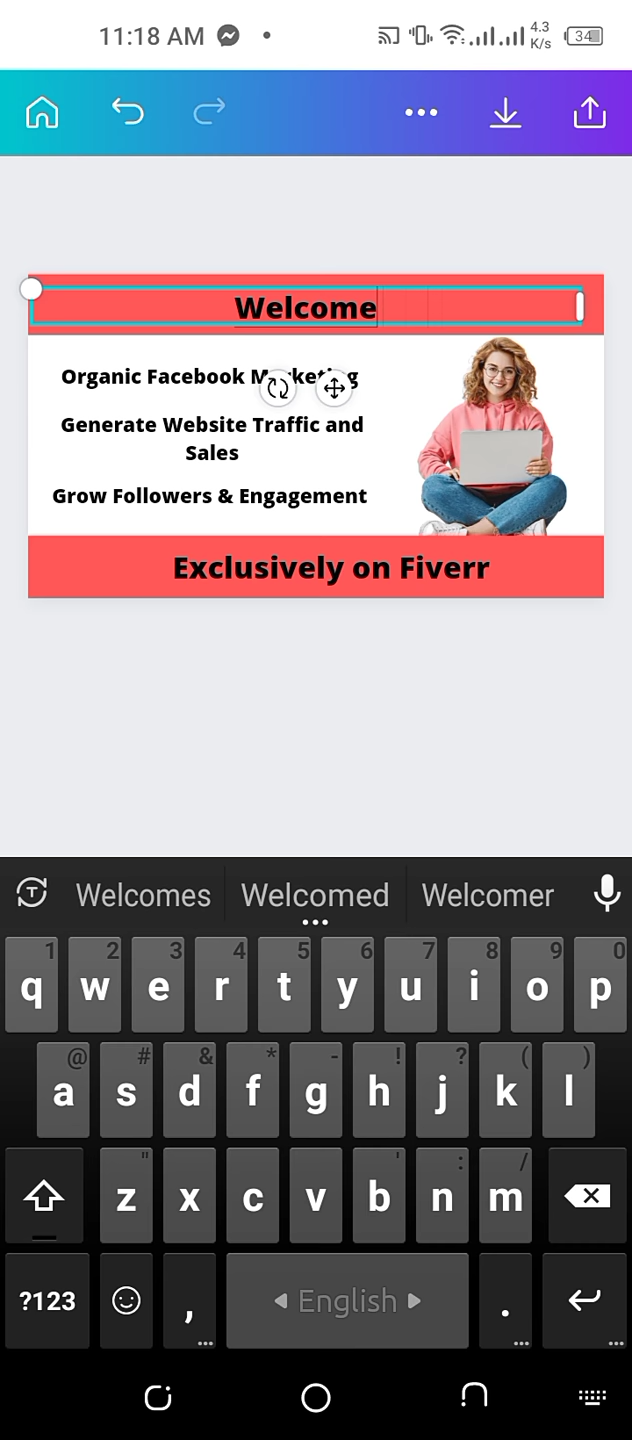 11:18 AM
4.3
K/s
34
Welcome
Organic Facebook Marketing
Generate Website Traffic and
Sales
Grow Followers & Engagement
Exclusively on Fiverr
T
Welcomes Welcomed Welcomer
1 2 3 4 5 6 7 8 9 0
q w e r t y u i o p
@ # & * - ! ? ( )
a s d f g h j k l
" ' : /
z x c v b n m
?123 , English .